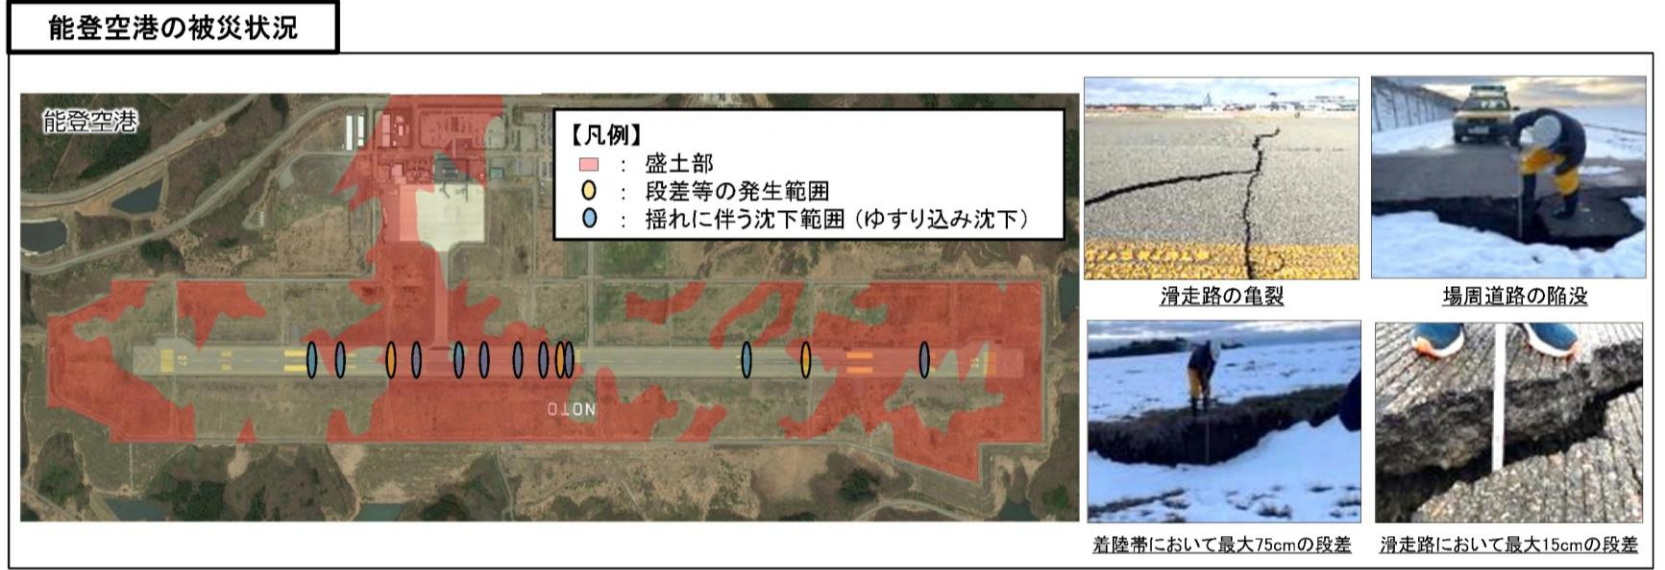 能登空港の被災状況
能登空港
【凡例】
： 盛土部
： 段差等の発生範囲
： 揺れに伴う沈下範囲（ゆすり込み沈下）
NOTO
滑走路の亀裂
場周道路の陥没
着陸帯において最大75cmの段差
滑走路において最大15cmの段差